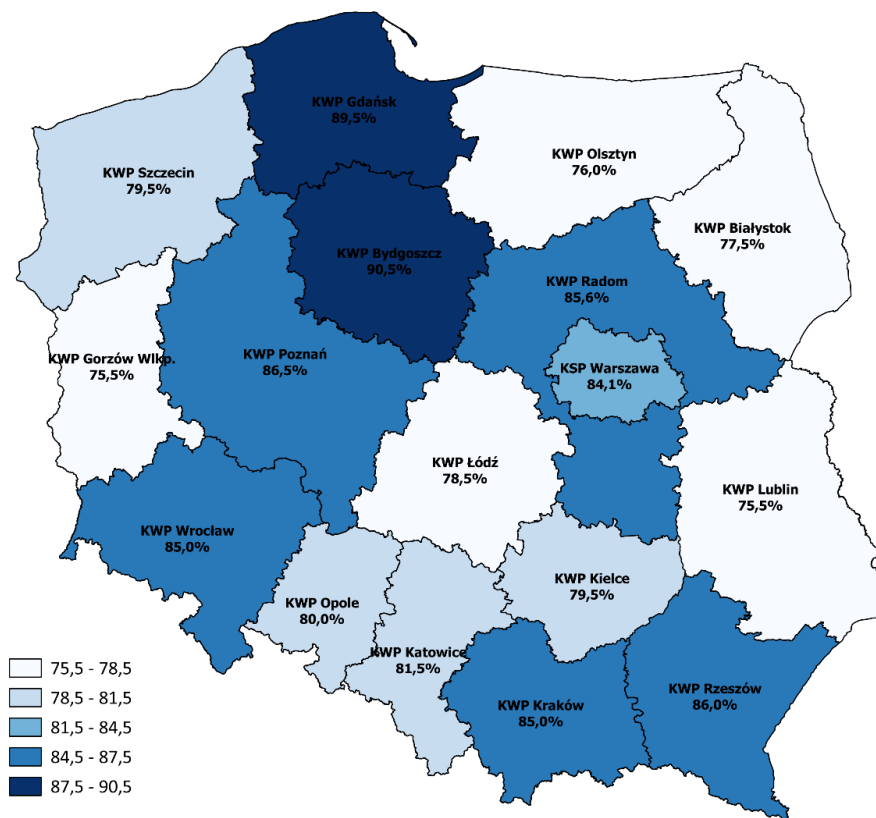 KWP Gdańsk
89,5%
KWP Olsztyn
76,0%
KWP Szczecin
79,5%
KWP Białystok
77,5%
KWP Bydgoszcz
90,5%
KWP Radom
85,6%
KWP Gorzów Wlkp.
75,5%
KWP Poznań
86,5%
KSP Warszawa
84,1%
KWP Łódź
78,5%
KWP Lublin
75,5%
KWP Wrocław
85,0%
KWP Kielce
79,5%
KWP Opole
80,0%
KWP Katowice
81,5%
KWP Kraków
85,0%
KWP Rzeszów
86,0%
75,5 - 78,5
78,5 - 81,5
81,5 - 84,5
84,5 - 87,5
87,5 - 90,5